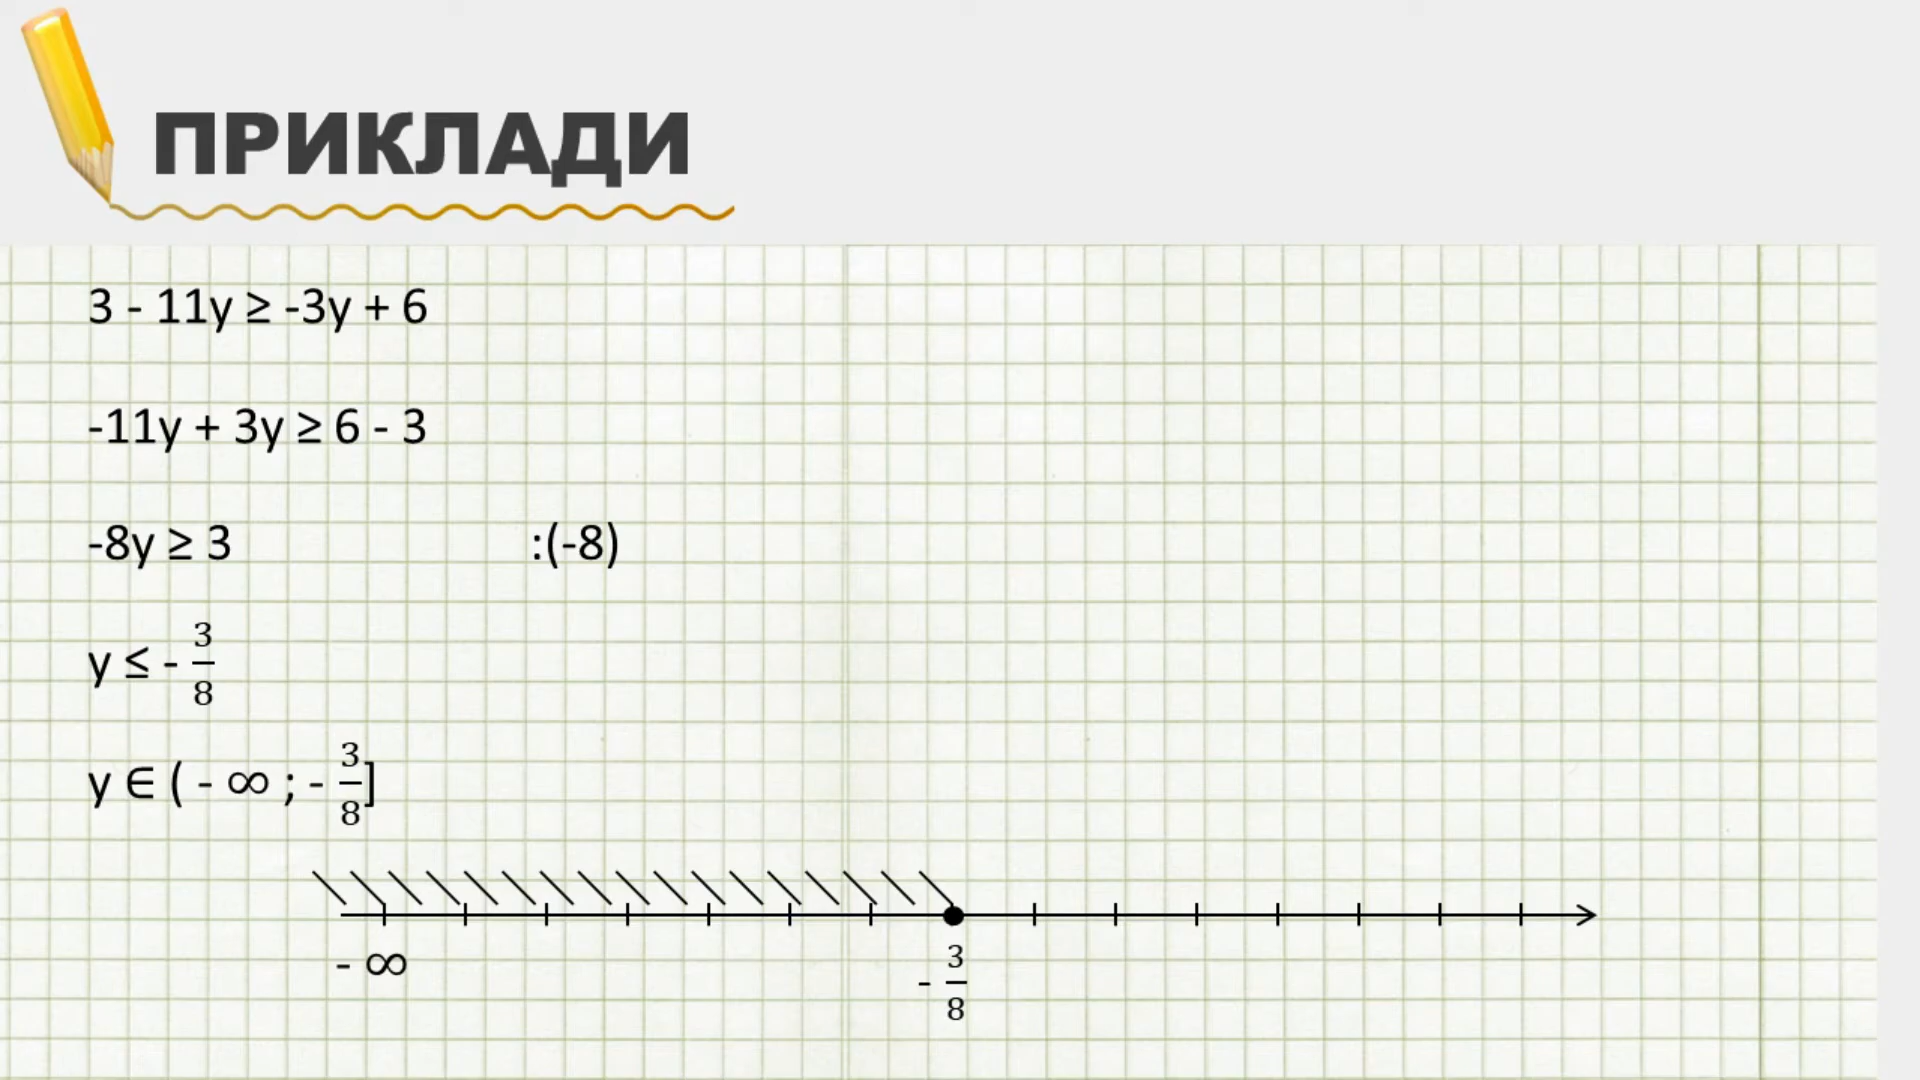 ПРИКЛАДИ
3 - 11y ≥ -3y + 6
-11y + 3y ≥ 6 - 3
-8y ≥ 3 :(-8)
y ≤ - 3/8
y ∈ ( - ∞ ; - 3/8]
- ∞ - 3/8